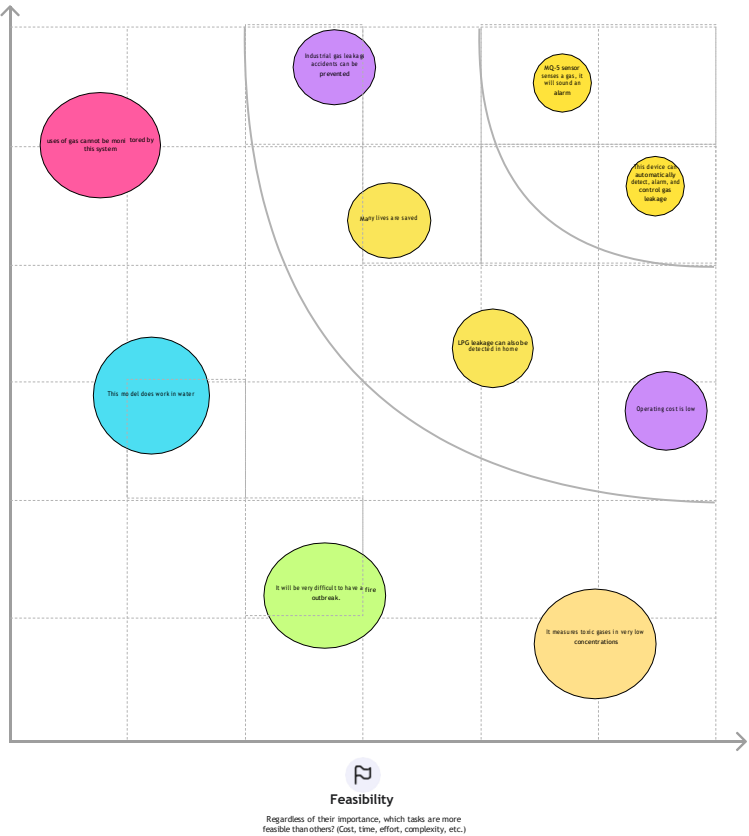 Industrial gas leakage
accidents can be
prevented
MQ-5 sensor
senses a gas, it
will sound an
alarm
uses of gas cannot be moni tored by
this system
This device can
automatically
detect, alarm, and
control gas
leakage
Many lives are saved
LPG leakage can also be
detected in home
This mo del does work in water
Operating cost is low
It will be very difficult to have a fire
outbreak.
It measures toxic gases in very low
concentrations
Feasibility
Regardless of their importance, which tasks are more
feasible than others? (Cost, time, effort, complexity, etc.)